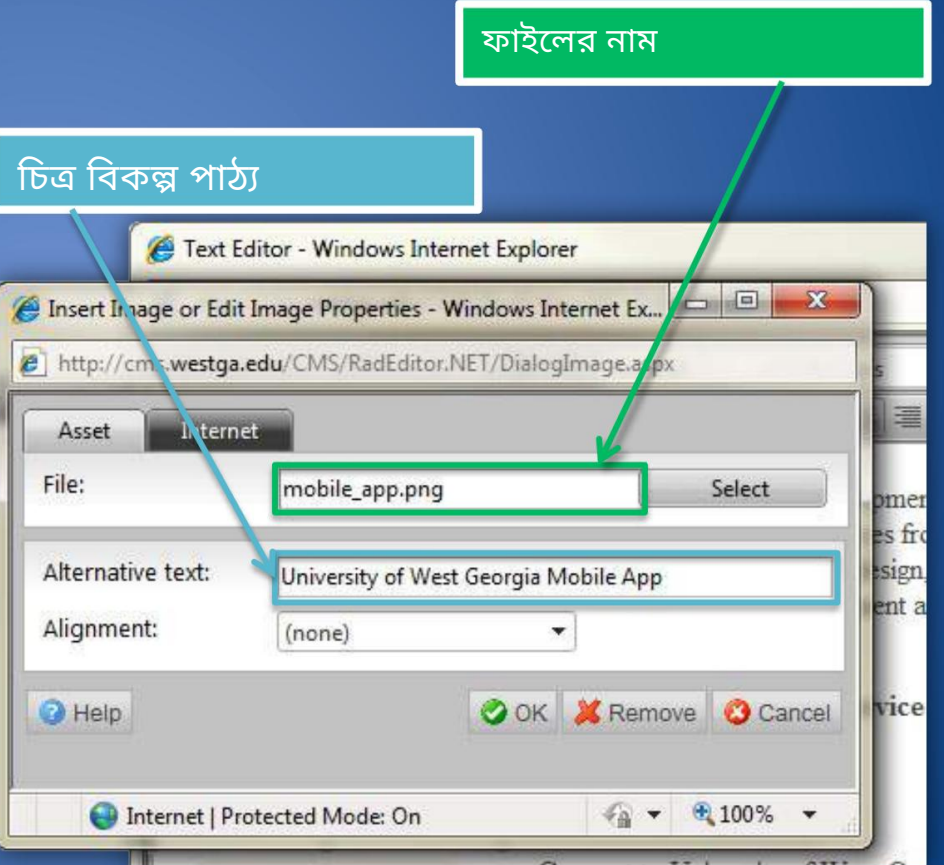 ফাইলের নাম
চিত্র বিকল্প পাঠ্য
Text Editor - Windows Internet Explorer
Insert Image or Edit Image Properties - Windows Internet Ex...
http://cms.westga.edu/CMS/RadEditor.NET/DialogImage.aspx
Asset Internet
File: mobile_app.png Select
Alternative text: University of West Georgia Mobile App
Alignment: (none)
Help OK Remove Cancel
vice
Internet | Protected Mode: On 100%